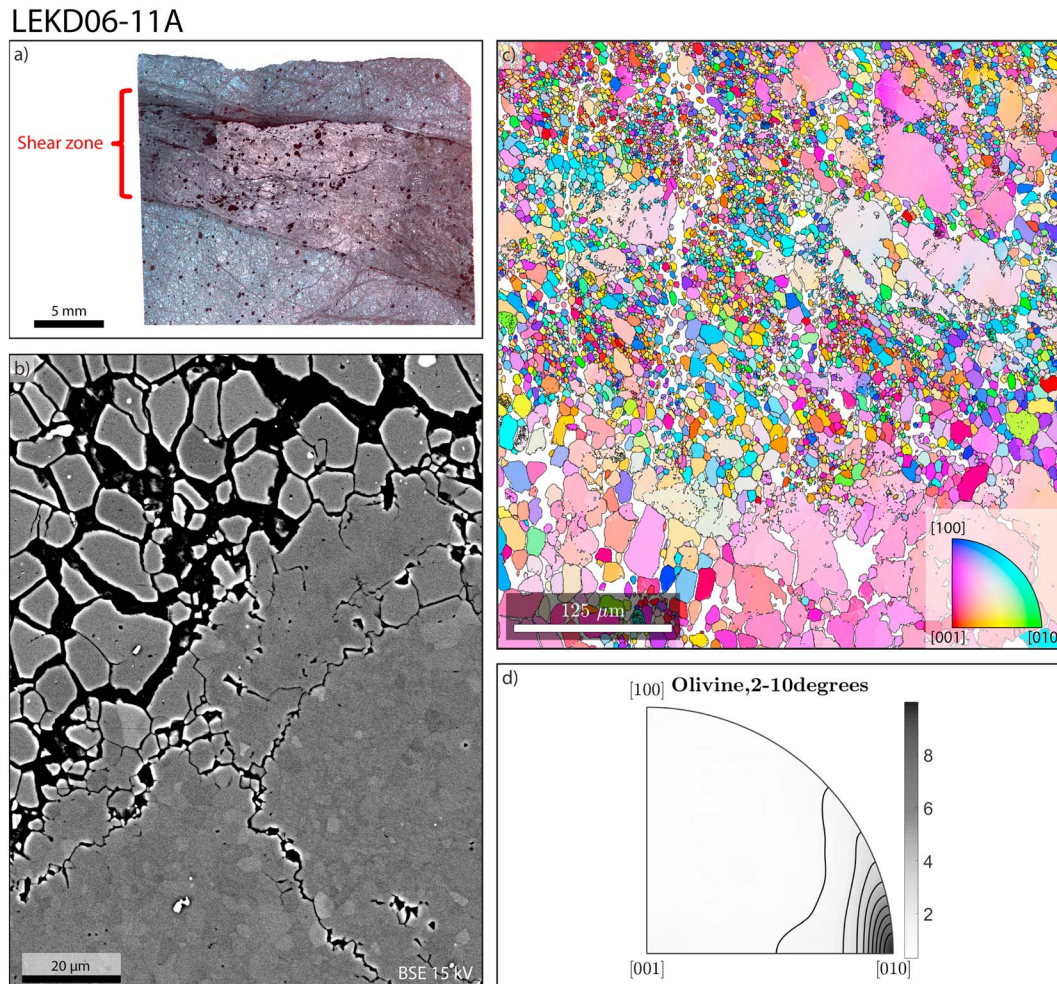 LEKD06-11A
a)
Shear zone
5 mm
b)
20 µm
BSE 15 kV
c)
125 µm
[100]
[001]
[010]
d)
[100] Olivine,2-10degrees
8
6
4
2
[001]
[010]